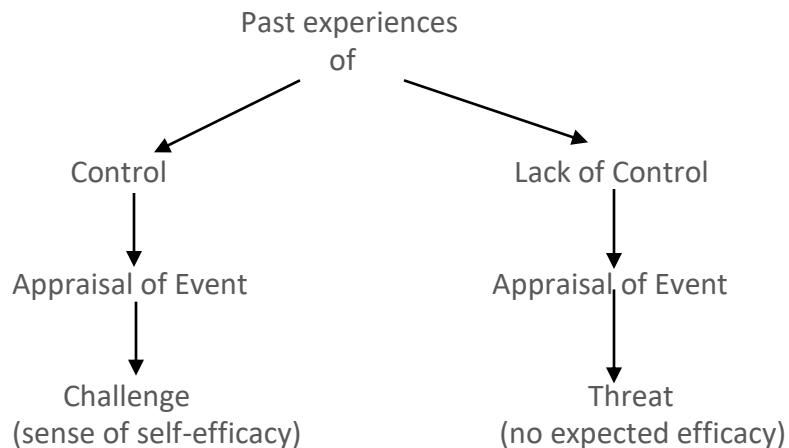 Past experiences
of
Control
Lack of Control
Appraisal of Event
Appraisal of Event
Challenge
(sense of self-efficacy)
Threat
(no expected efficacy)